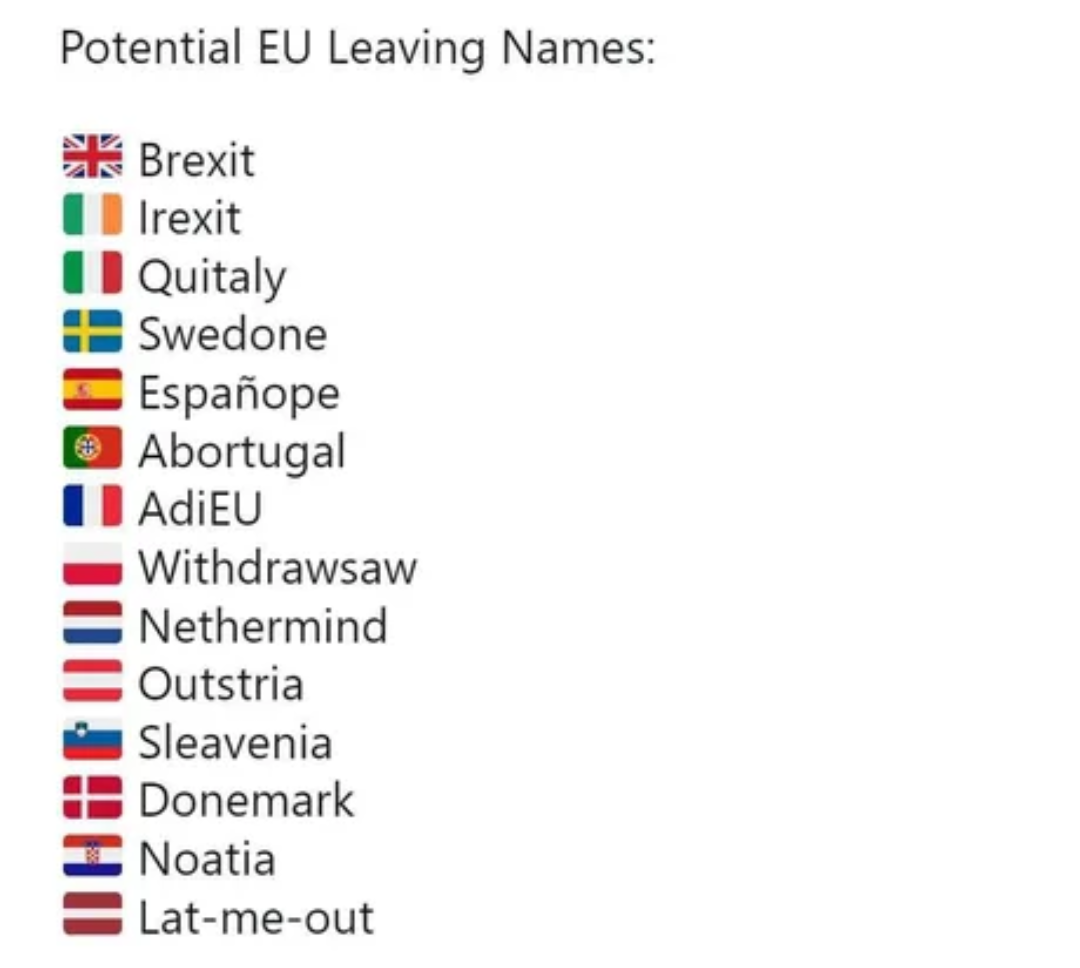 Potential EU Leaving Names:
Brexit
Irexit
Quitaly
Swedone
Españope
Abortugal
AdiEU
Withdrawsaw
Nethermind
Outstria
Sleavenia
Donemark
Noatia
Lat-me-out